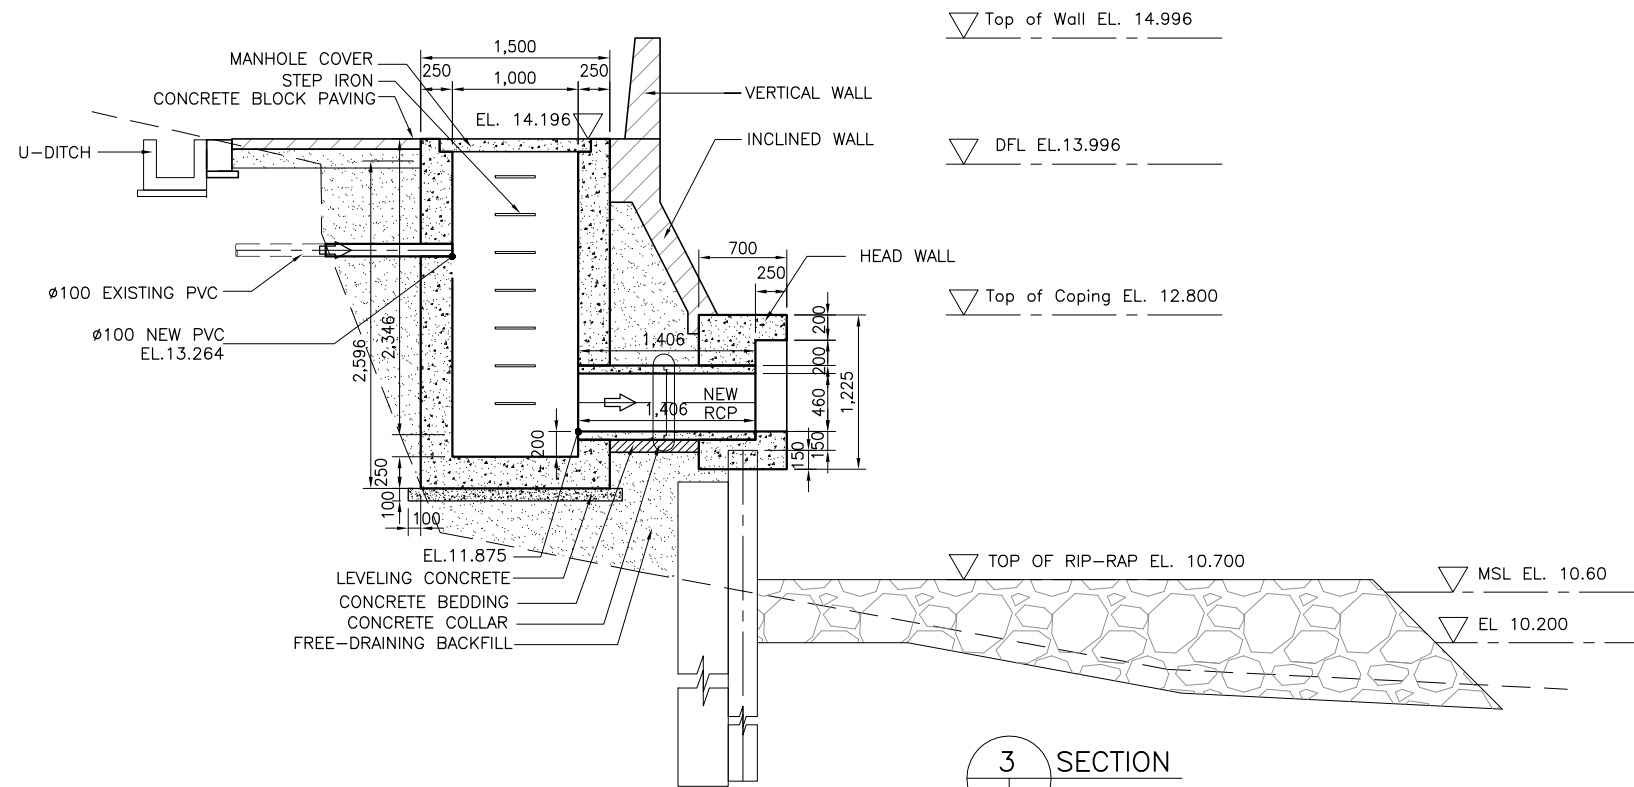 Top of Wall EL. 14.996
1,500
MANHOLE COVER
250
250
STEP IRON
1,000
CONCRETE BLOCK PAVING
VERTICAL WALL
EL. 14.196
INCLINED WALL
DFL EL.13.996
U-DITCH
700
HEAD WALL
250
ø100 EXISTING PVC
Top of Coping EL. 12.800
ø100 NEW PVC
EL.13.264
2,346
2,596
1,406
200
200
460
1,225
NEW
RCP
1,406
200
150
150
250
100
100
EL.11.875
LEVELING CONCRETE
CONCRETE BEDDING
CONCRETE COLLAR
FREE-DRAINING BACKFILL
TOP OF RIP-RAP EL. 10.700
MSL EL. 10.60
EL 10.200
3 SECTION